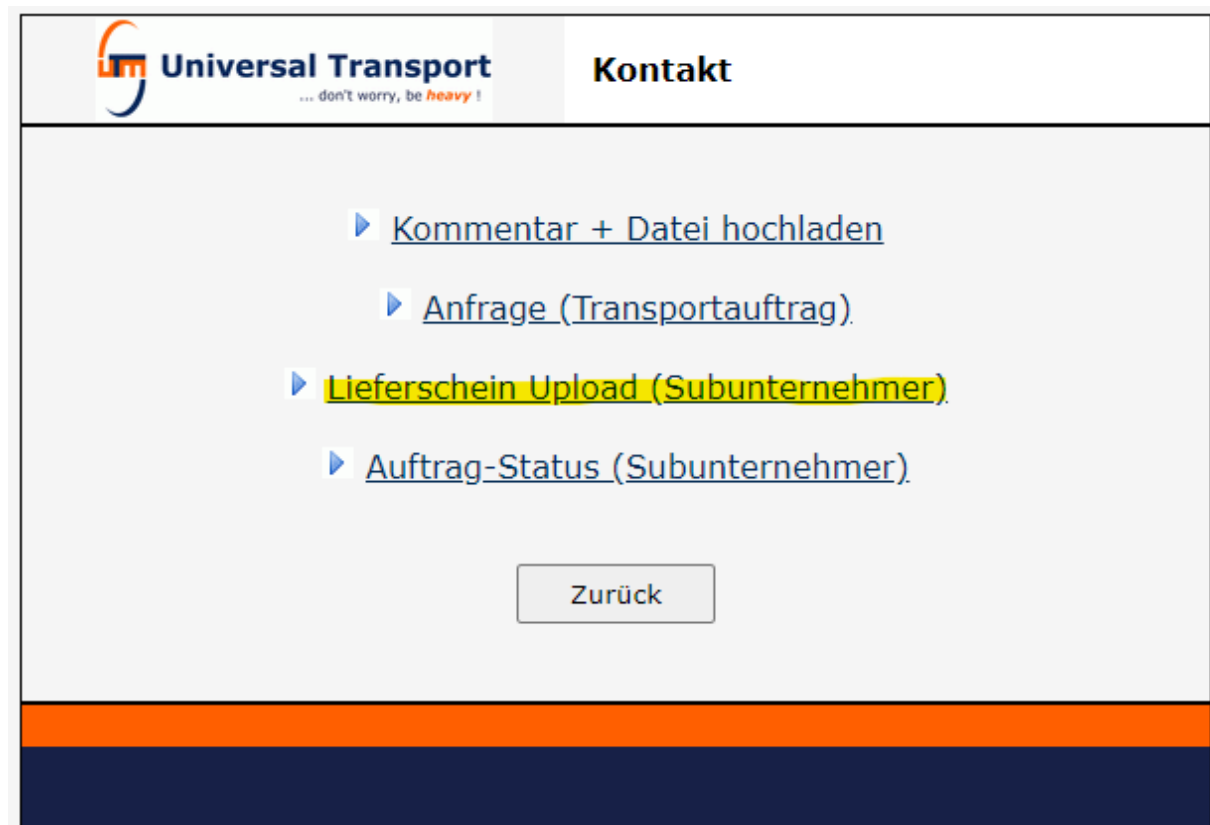 utm Universal Transport
... don't worry, be heavy !
Kontakt
Kommentar + Datei hochladen
Anfrage (Transportauftrag)
Lieferschein Upload (Subunternehmer)
Auftrag-Status (Subunternehmer)
Zurück